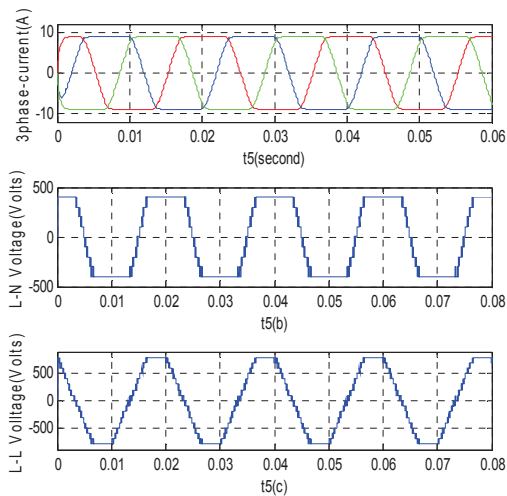 3phase-current(A)
10
0
-10
0 0.01 0.02 0.03 0.04 0.05 0.06
t5(second)
L-N Voltage(Volts)
500
0
-500
0 0.01 0.02 0.03 0.04 0.05 0.06 0.07 0.08
t5(b)
L-L Volltage(Volts)
500
0
-500
0 0.01 0.02 0.03 0.04 0.05 0.06 0.07 0.08
t5(c)